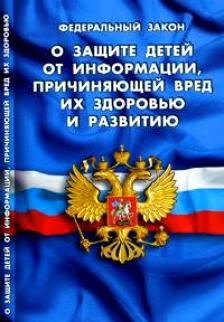 ФЕДЕРАЛЬНЫЙ ЗАКОН
О ЗАЩИТЕ ДЕТЕЙ
ОТ ИНФОРМАЦИИ,
ПРИЧИНЯЮЩЕЙ ВРЕД
ИХ ЗДОРОВЬЮ
И РАЗВИТИЮ
О ЗАЩИТЕ ДЕТЕЙ ОТ ИНФОРМАЦИИ, ПРИЧИНЯЮЩЕЙ ВРЕД ИХ ЗДОРОВЬЮ